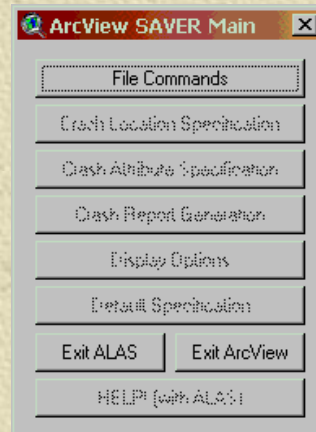 ArcView SAVER Main
File Commands
Crash Location Specification
Crash Attribute Specification
Crash Report Generation
Display Options
Default Specification
Exit ALAS Exit ArcView
HELP! (with ALAS)